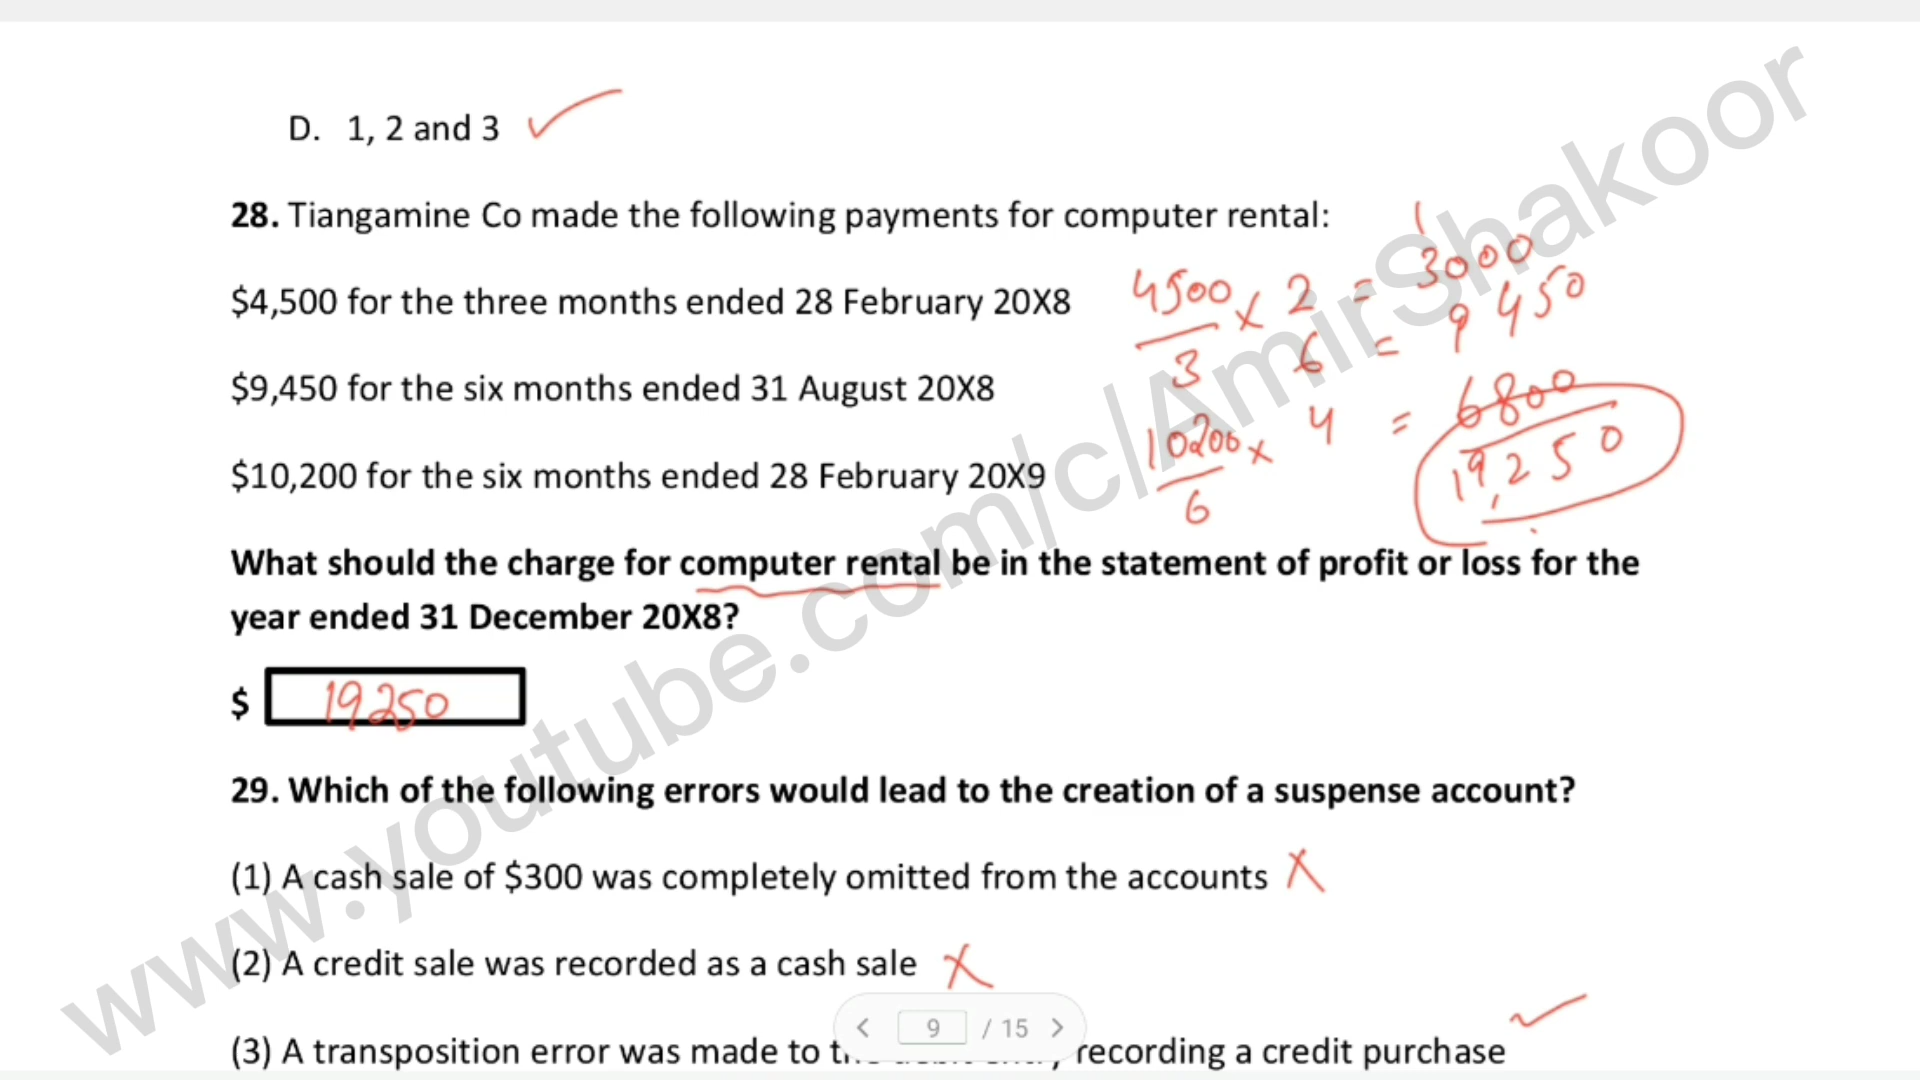 D. 1, 2 and 3
28. Tiangamine Co made the following payments for computer rental:
$4,500 for the three months ended 28 February 20X8
4500/3 × 2 = 3000
$9,450 for the six months ended 31 August 20X8
6 = 9450
$10,200 for the six months ended 28 February 20X9
10200/6 × 4 = 6800
19,250
What should the charge for computer rental be in the statement of profit or loss for the
year ended 31 December 20X8?
$ 19250
29. Which of the following errors would lead to the creation of a suspense account?
(1) A cash sale of $300 was completely omitted from the accounts
(2) A credit sale was recorded as a cash sale
(3) A transposition error was made to recording a credit purchase
9 / 15
www.youtube.com/c/AmirShakoor